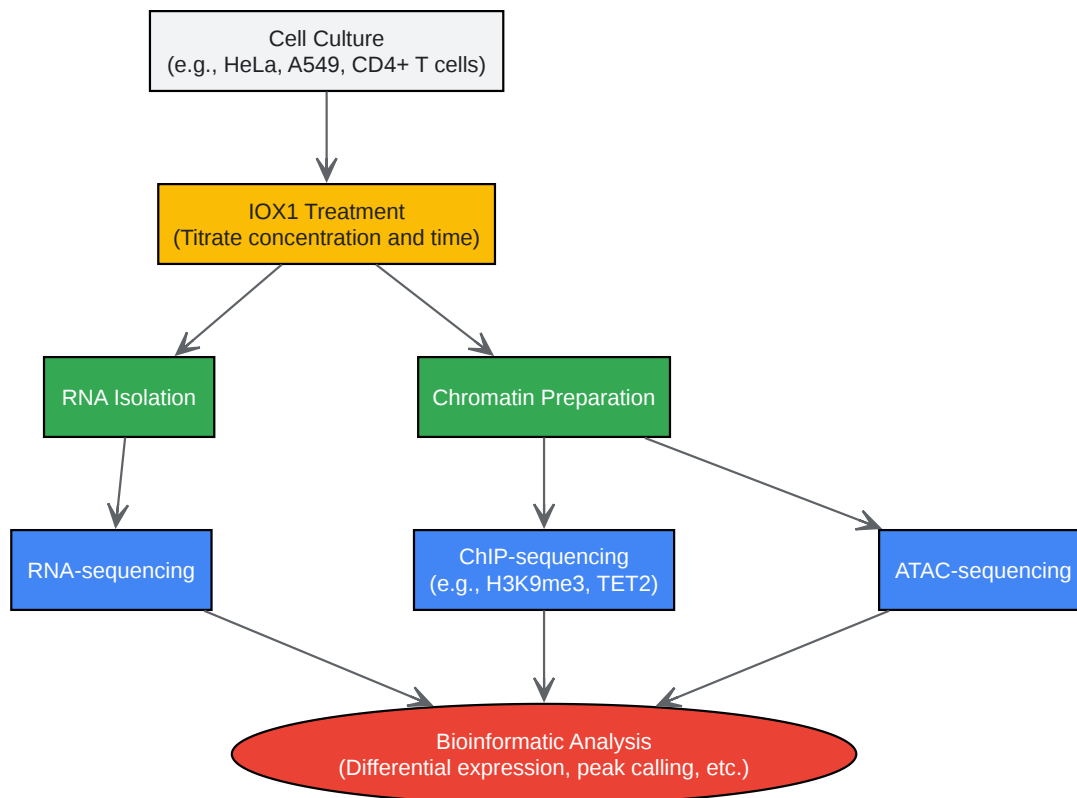 Cell Culture
(e.g., HeLa, A549, CD4+ T cells)
IOX1 Treatment
(Titrate concentration and time)
RNA Isolation
Chromatin Preparation
RNA-sequencing
ChIP-sequencing
(e.g., H3K9me3, TET2)
ATAC-sequencing
Bioinformatic Analysis
(Differential expression, peak calling, etc.)